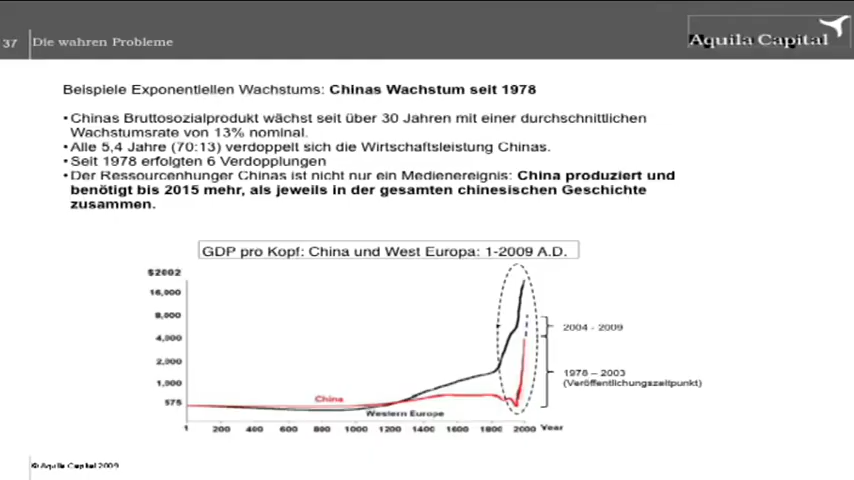 37 Die wahren Probleme
Aquila Capital
Beispiele Exponentiellen Wachstums: Chinas Wachstum seit 1978
• Chinas Bruttosozialprodukt wächst seit über 30 Jahren mit einer durchschnittlichen
Wachstumsrate von 13% nominal.
• Alle 5,4 Jahre (70:13) verdoppelt sich die Wirtschaftsleistung Chinas.
• Seit 1978 erfolgten 6 Verdopplungen
• Der Ressourcenhunger Chinas ist nicht nur ein Medienereignis: China produziert und
benötigt bis 2015 mehr, als jeweils in der gesamten chinesischen Geschichte
zusammen.
GDP pro Kopf: China und West Europa: 1-2009 A.D.
$2002
16,000
8,000
4,000
2,000
1,000
575
China
Western Europe
2004 - 2009
1978 – 2003
(Veröffentlichungszeitpunkt)
1 200 400 600 800 1000 1200 1400 1600 1800 2000 Year
© Aquila Capital 2009